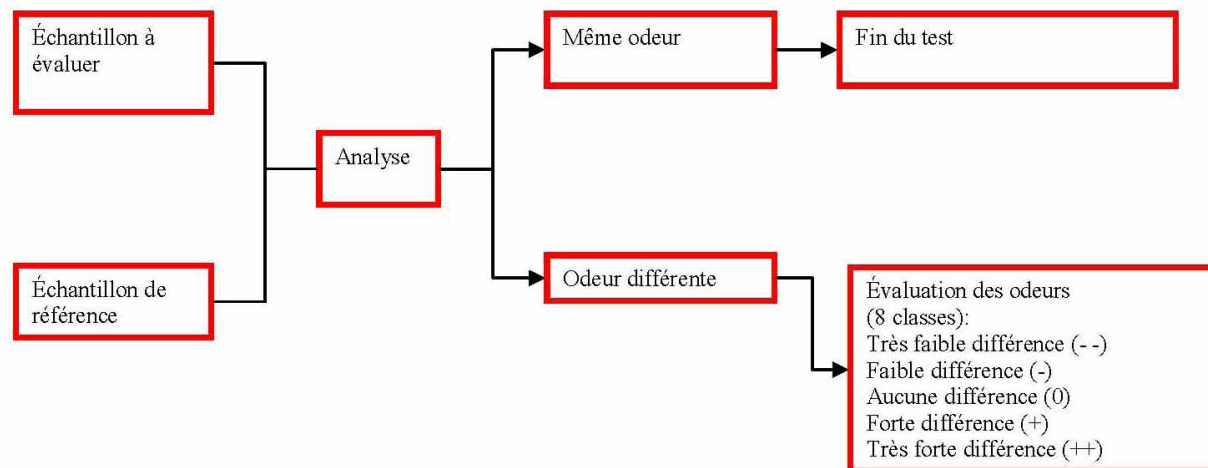 Échantillon à
évaluer
Même odeur
Fin du test
Analyse
Échantillon de
référence
Odeur différente
Évaluation des odeurs
(8 classes):
Très faible différence (- -)
Faible différence (-)
Aucune différence (0)
Forte différence (+)
Très forte différence (++)